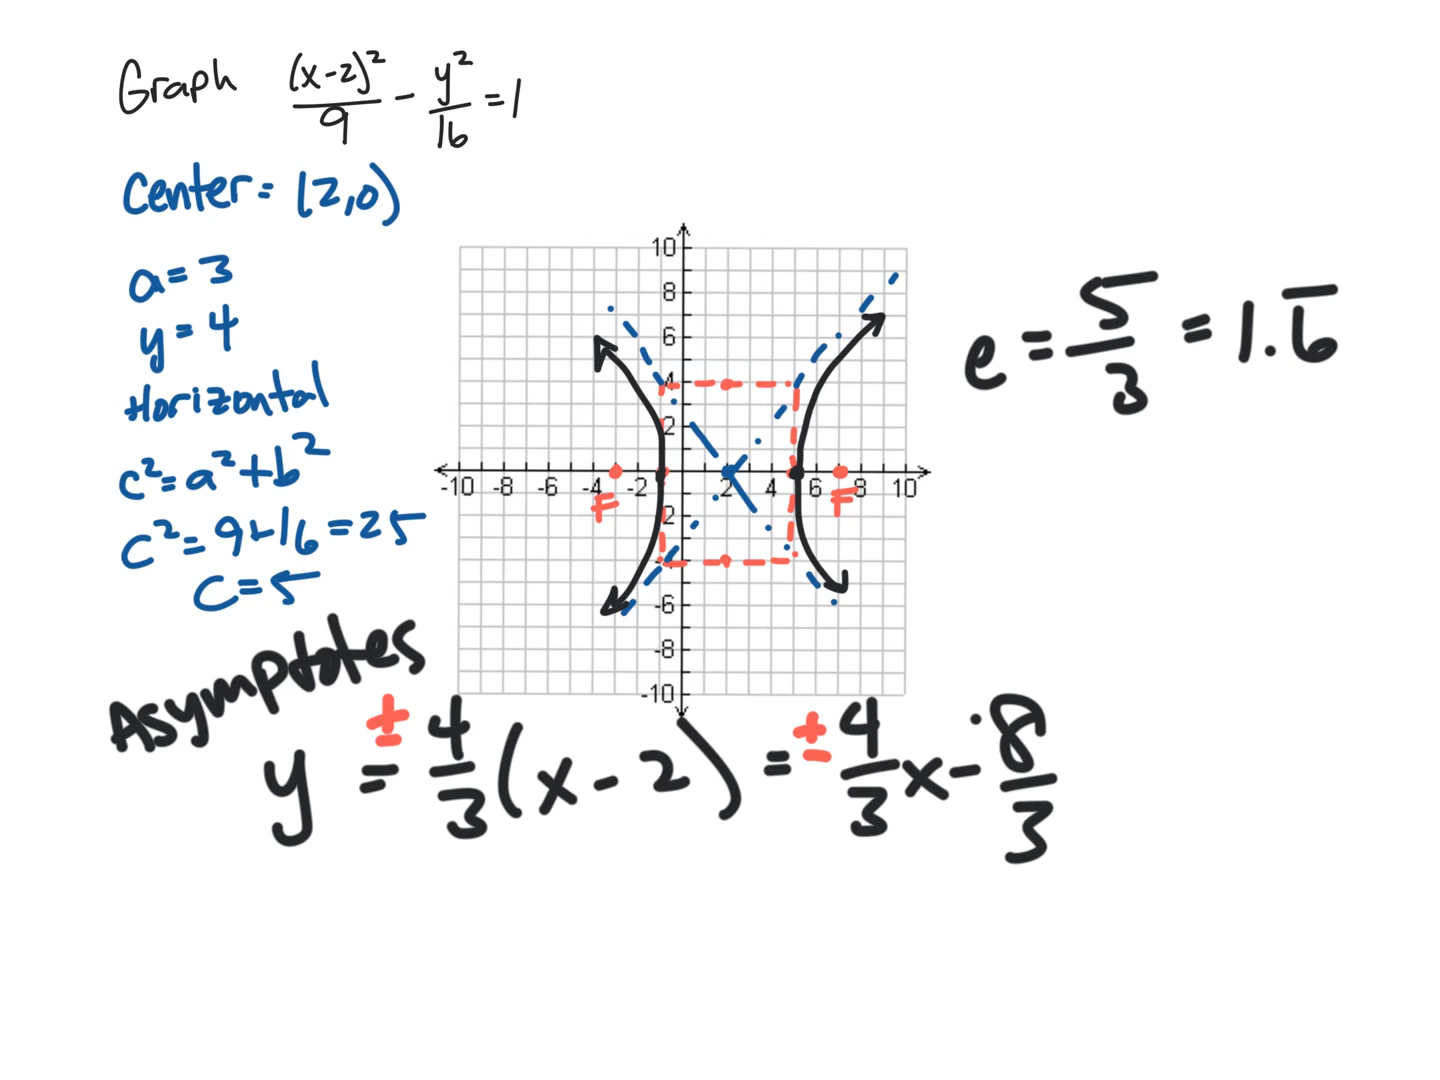 Graph (x-2)²/9 - y²/16 = 1
Center = (2,0)
a = 3
y = 4
Horizontal
c² = a² + b²
c² = 9+16 = 25
c = 5
10
8
6
4
2
-10 -8 -6 -4 -2 2 4 6 8 10
F F
2
-6
-8
-10
e = 5/3 = 1.6̅
Asymptotes
y = ± 4/3 (x - 2) = ± 4/3 x - 8/3